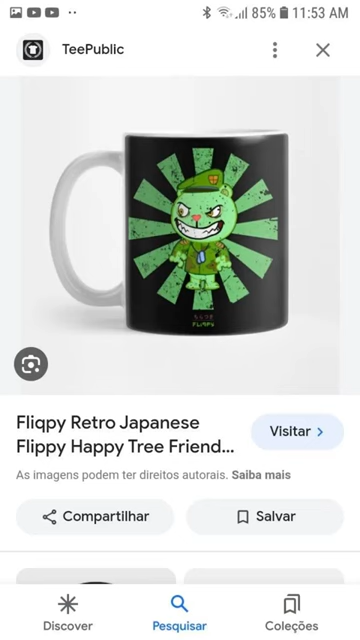 85% 11:53 AM
TeePublic
FLIPPY
Fliqpy Retro Japanese
Flippy Happy Tree Friend...
Visitar
As imagens podem ter direitos autorais. Saiba mais
Compartilhar
Salvar
Discover
Pesquisar
Coleções